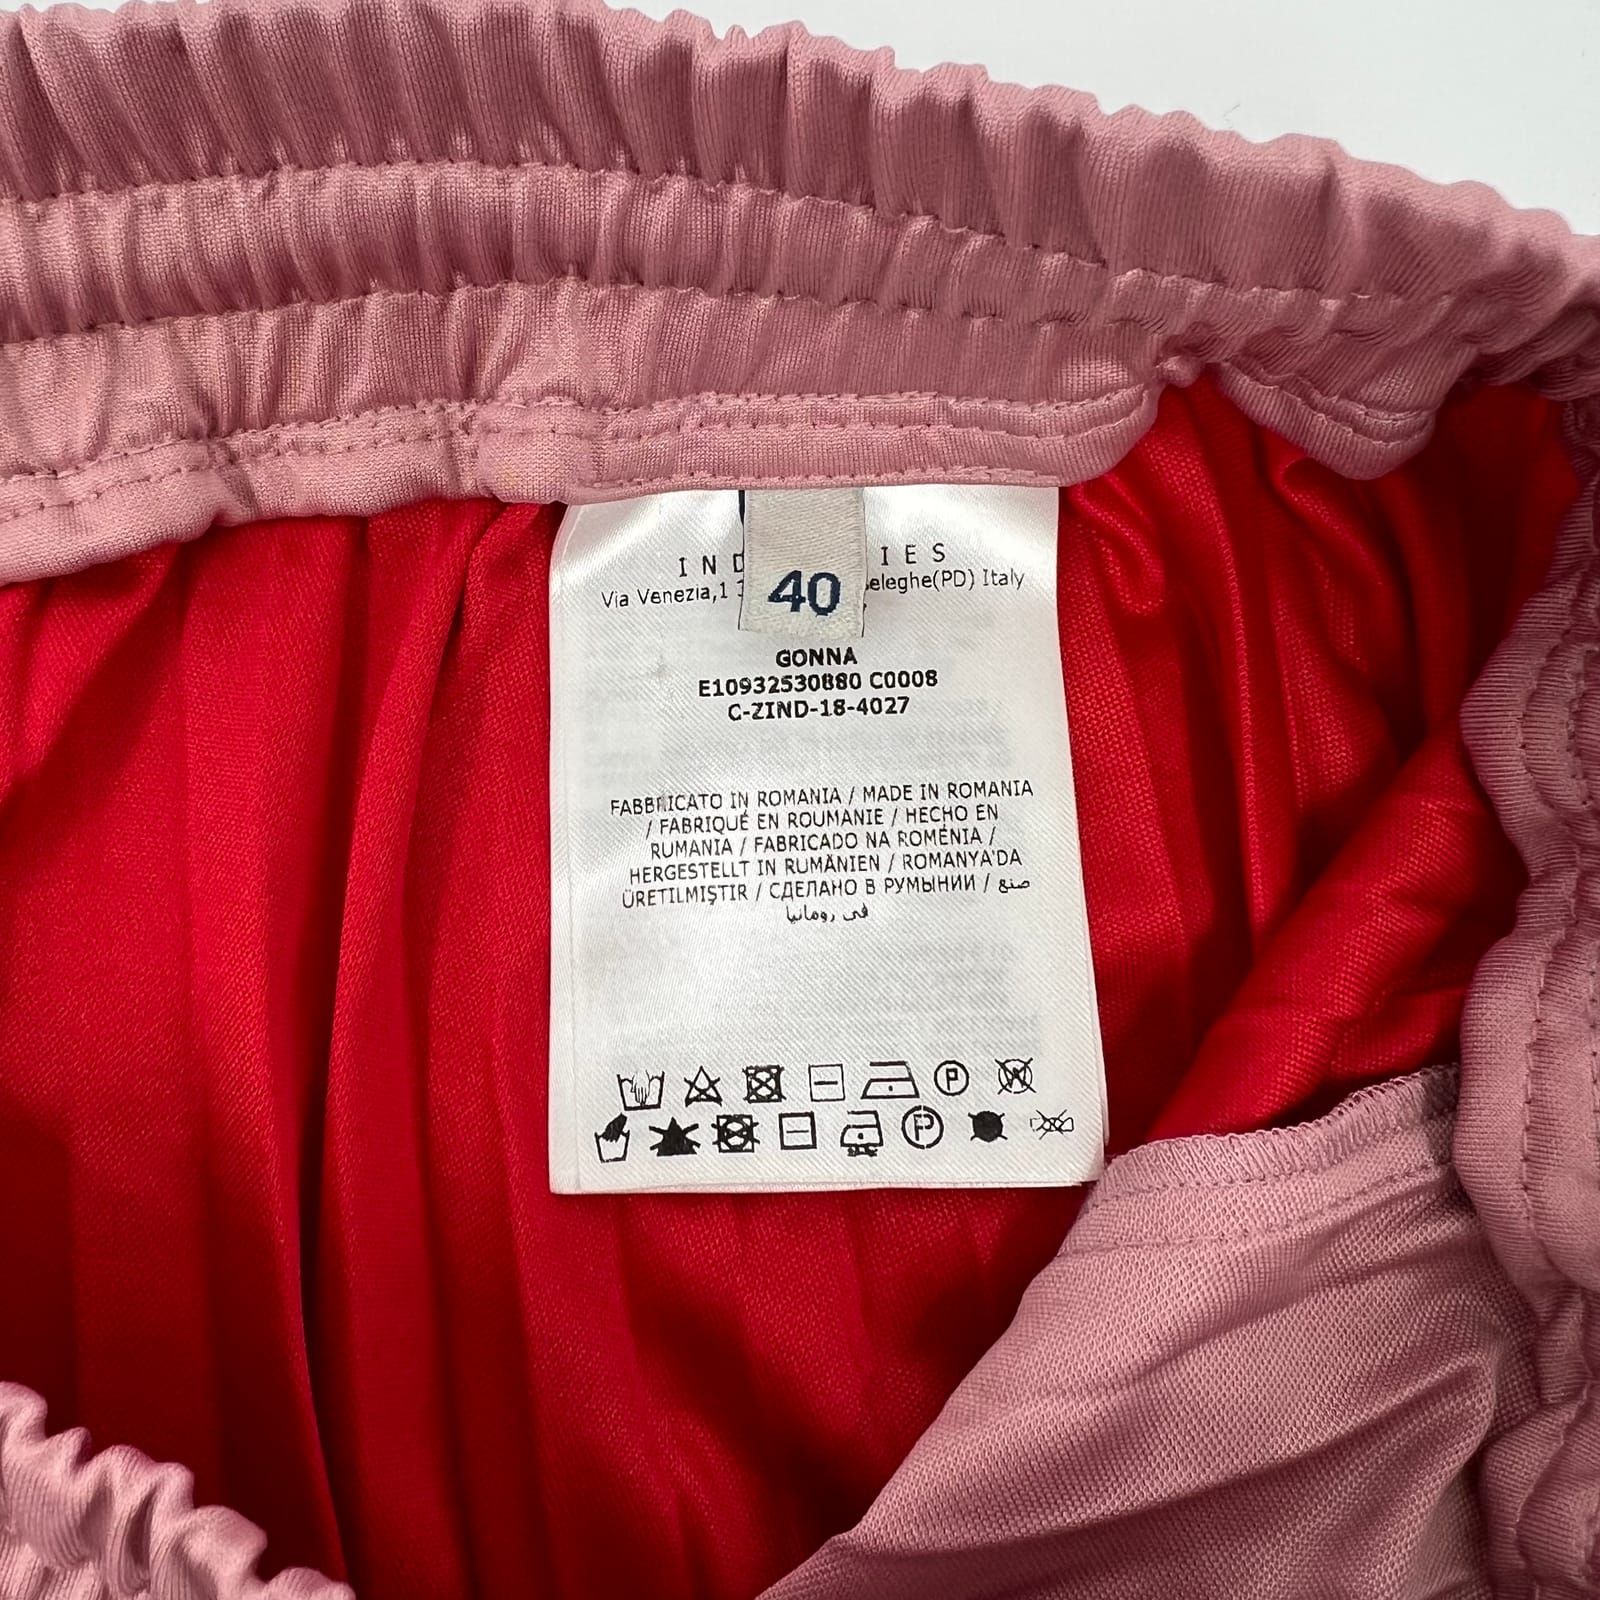 IND IES
Via Venezia,1 eleghe(PD) Italy
40
GONNA
E10932530880 C0008
C-ZIND-18-4027
FABBRICATO IN ROMANIA / MADE IN ROMANIA
/ FABRIQUÉ EN ROUMANIE / HECHO EN
RUMANIA / FABRICADO NA ROMÉNIA /
HERGESTELLT IN RUMÄNIEN / ROMANYA'DA
ÜRETILMIŞTIR / СДЕЛАНО В РУМЫНИИ / صنع
في رومانيا
P W
P